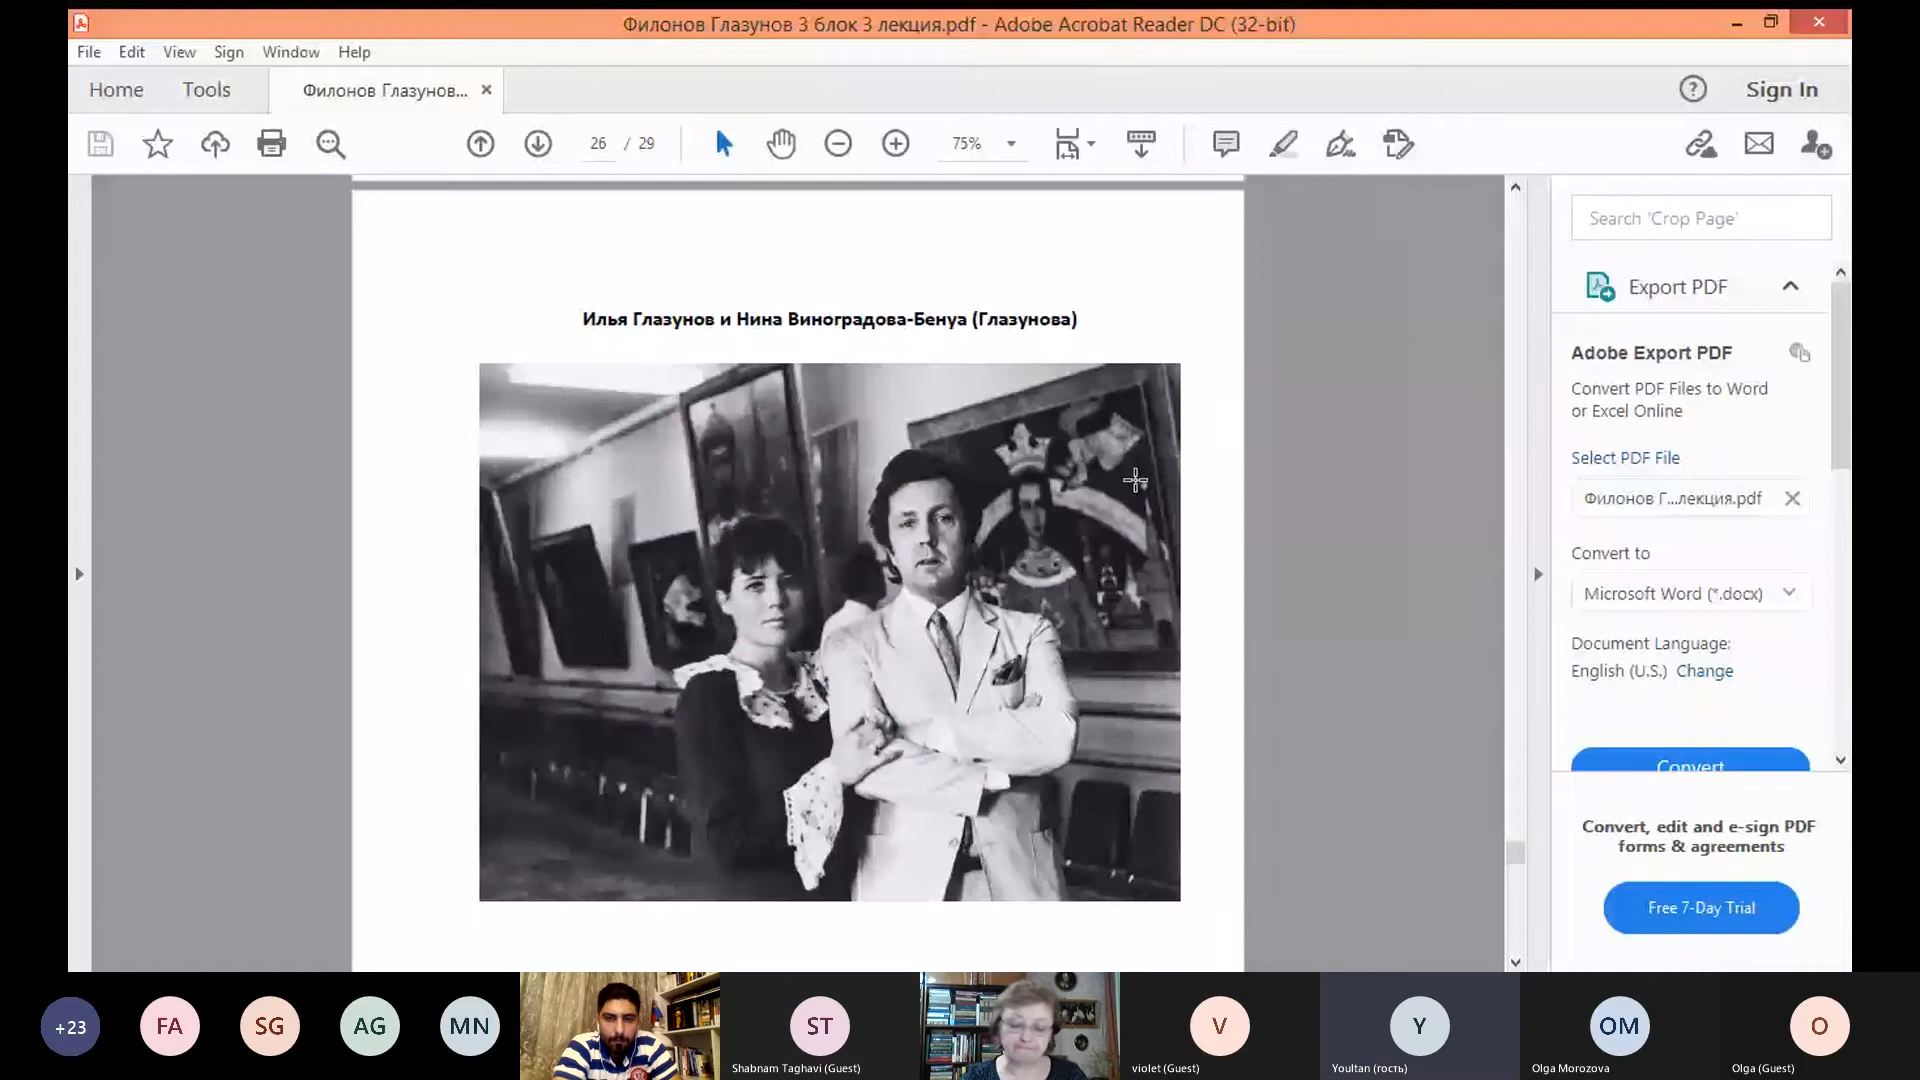 Филонов Глазунов 3 блок 3 лекция.pdf - Adobe Acrobat Reader DC (32-bit)
File Edit View Sign Window Help
Home Tools Филонов Глазунов... Sign In
26 / 29 75%
Search 'Crop Page'
Export PDF
Adobe Export PDF
Convert PDF Files to Word
or Excel Online
Select PDF File
Филонов Г...лекция.pdf
Convert to
Microsoft Word (*.docx)
Document Language:
English (U.S.) Change
Convert
Convert, edit and e-sign PDF
forms & agreements
Free 7-Day Trial
Илья Глазунов и Нина Виноградова-Бенуа (Глазунова)
+23 FA SG AG MN ST V Y OM O
Shabnam Taghavi (Guest) violet (Guest) Youltan (гость) Olga Morozova Olga (Guest)